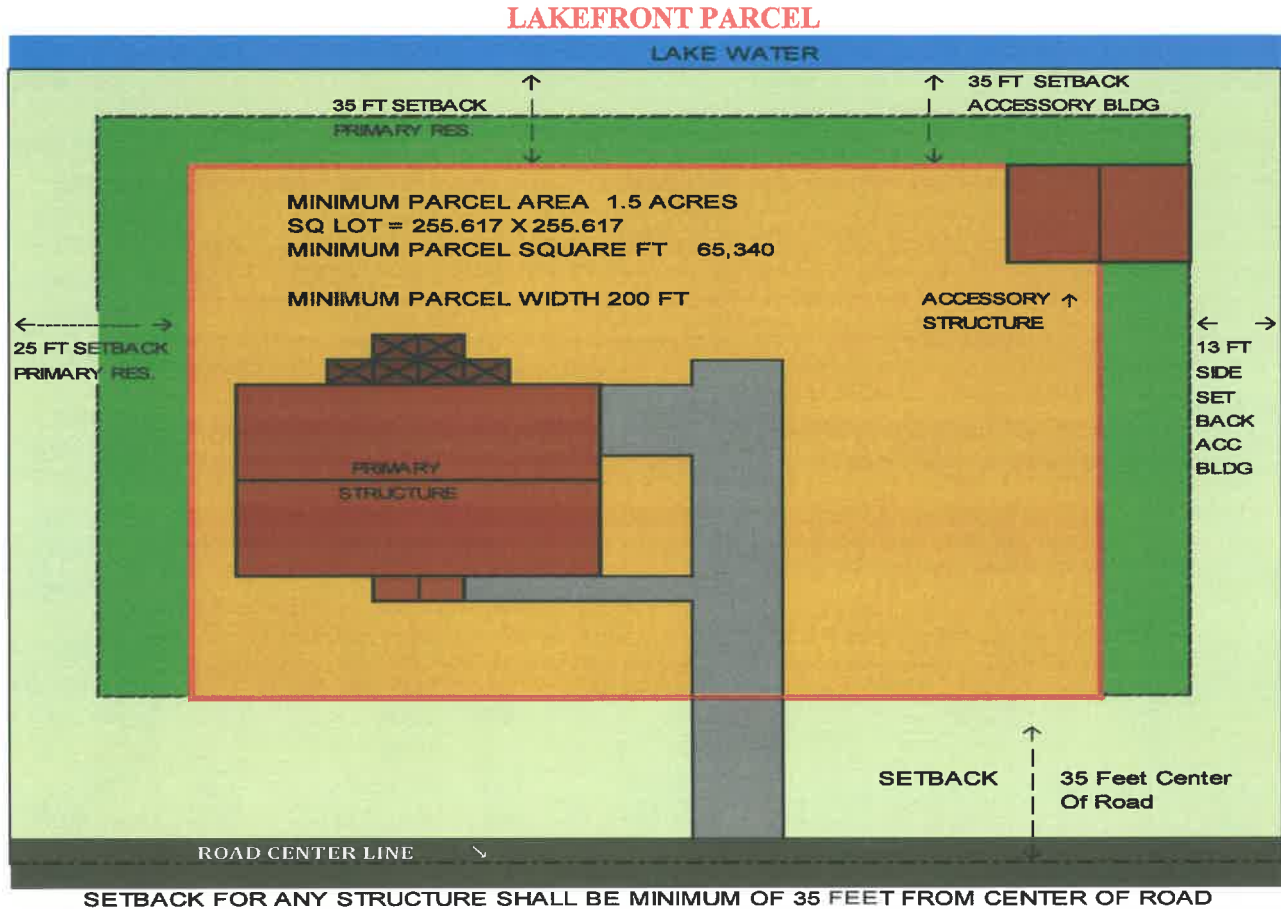 LAKEFRONT PARCEL
LAKE WATER
35 FT SETBACK
PRIMARY RES.
35 FT SETBACK
ACCESSORY BLDG
MINIMUM PARCEL AREA 1.5 ACRES
SQ LOT = 255.617 X 255.617
MINIMUM PARCEL SQUARE FT 65,340
MINIMUM PARCEL WIDTH 200 FT
ACCESSORY ↑
STRUCTURE
25 FT SETBACK
PRIMARY RES.
13 FT
SIDE
SET
BACK
ACC
BLDG
PRIMARY
STRUCTURE
SETBACK
35 Feet Center
Of Road
ROAD CENTER LINE ↘
SETBACK FOR ANY STRUCTURE SHALL BE MINIMUM OF 35 FEET FROM CENTER OF ROAD